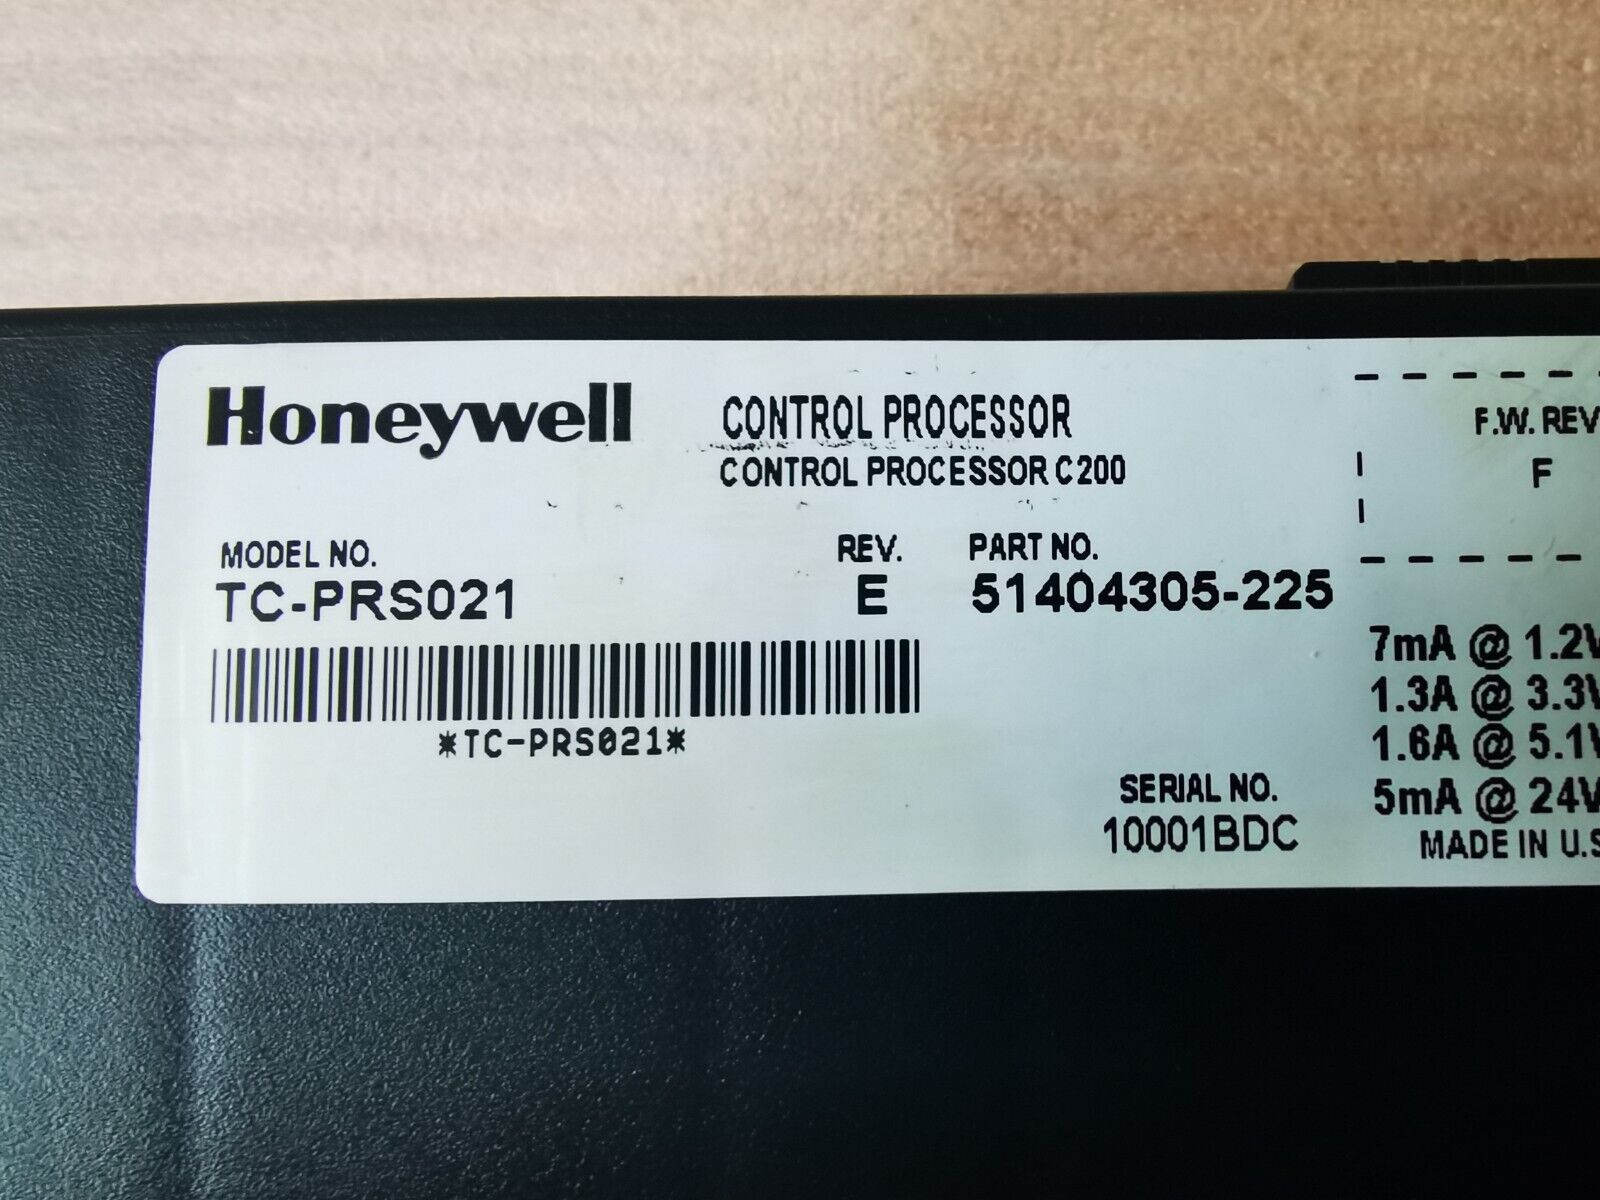 Honeywell CONTROL PROCESSOR
CONTROL PROCESSOR C200
F.W. REV
F
MODEL NO. REV. PART NO.
TC-PRS021 E 51404305-225
*TC-PRS021*
7mA @ 1.2V
1.3A @ 3.3V
1.6A @ 5.1V
5mA @ 24V
SERIAL NO.
10001BDC
MADE IN U.S